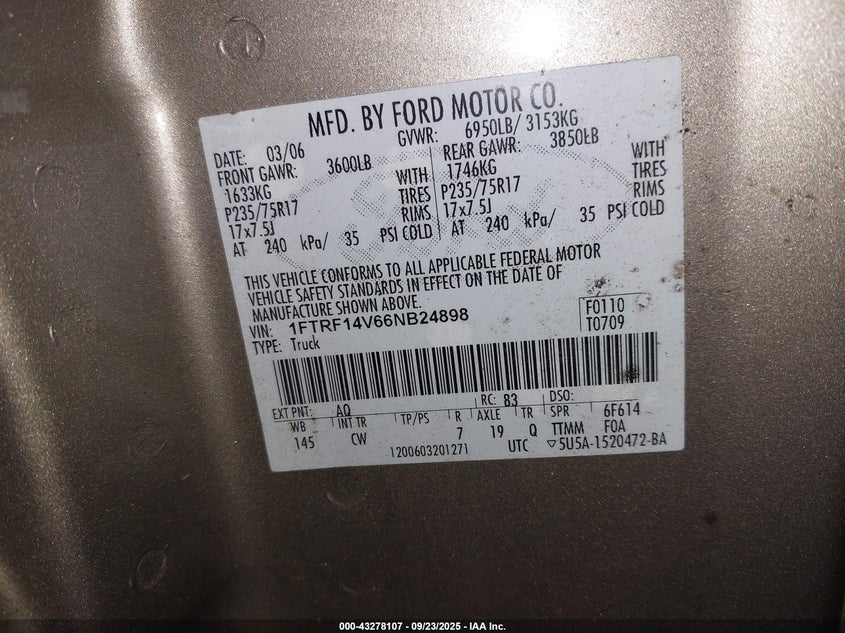 MFD. BY FORD MOTOR CO.
DATE: 03/06 GVWR: 6950LB/ 3153KG
FRONT GAWR: 3600LB REAR GAWR: 3850LB
1633KG WITH 1746KG WITH
P235/75R17 TIRES P235/75R17 TIRES
17x7.5J RIMS 17x7.5J RIMS
AT 240 kPa/ 35 PSI COLD AT 240 kPa/ 35 PSI COLD
THIS VEHICLE CONFORMS TO ALL APPLICABLE FEDERAL MOTOR
VEHICLE SAFETY STANDARDS IN EFFECT ON THE DATE OF
MANUFACTURE SHOWN ABOVE.
VIN: 1FTRF14V66NB24898 F0110
TYPE: Truck T0709
EXT PNT: AQ RC: 83 DSO:
WB INT TR TP/PS R AXLE TR SPR 6F614
145 CW 7 19 Q TTMM FOA
1200603201271 UTC ▽5U5A-1520472-BA
000-43278107 - 09/23/2025 - IAA Inc.